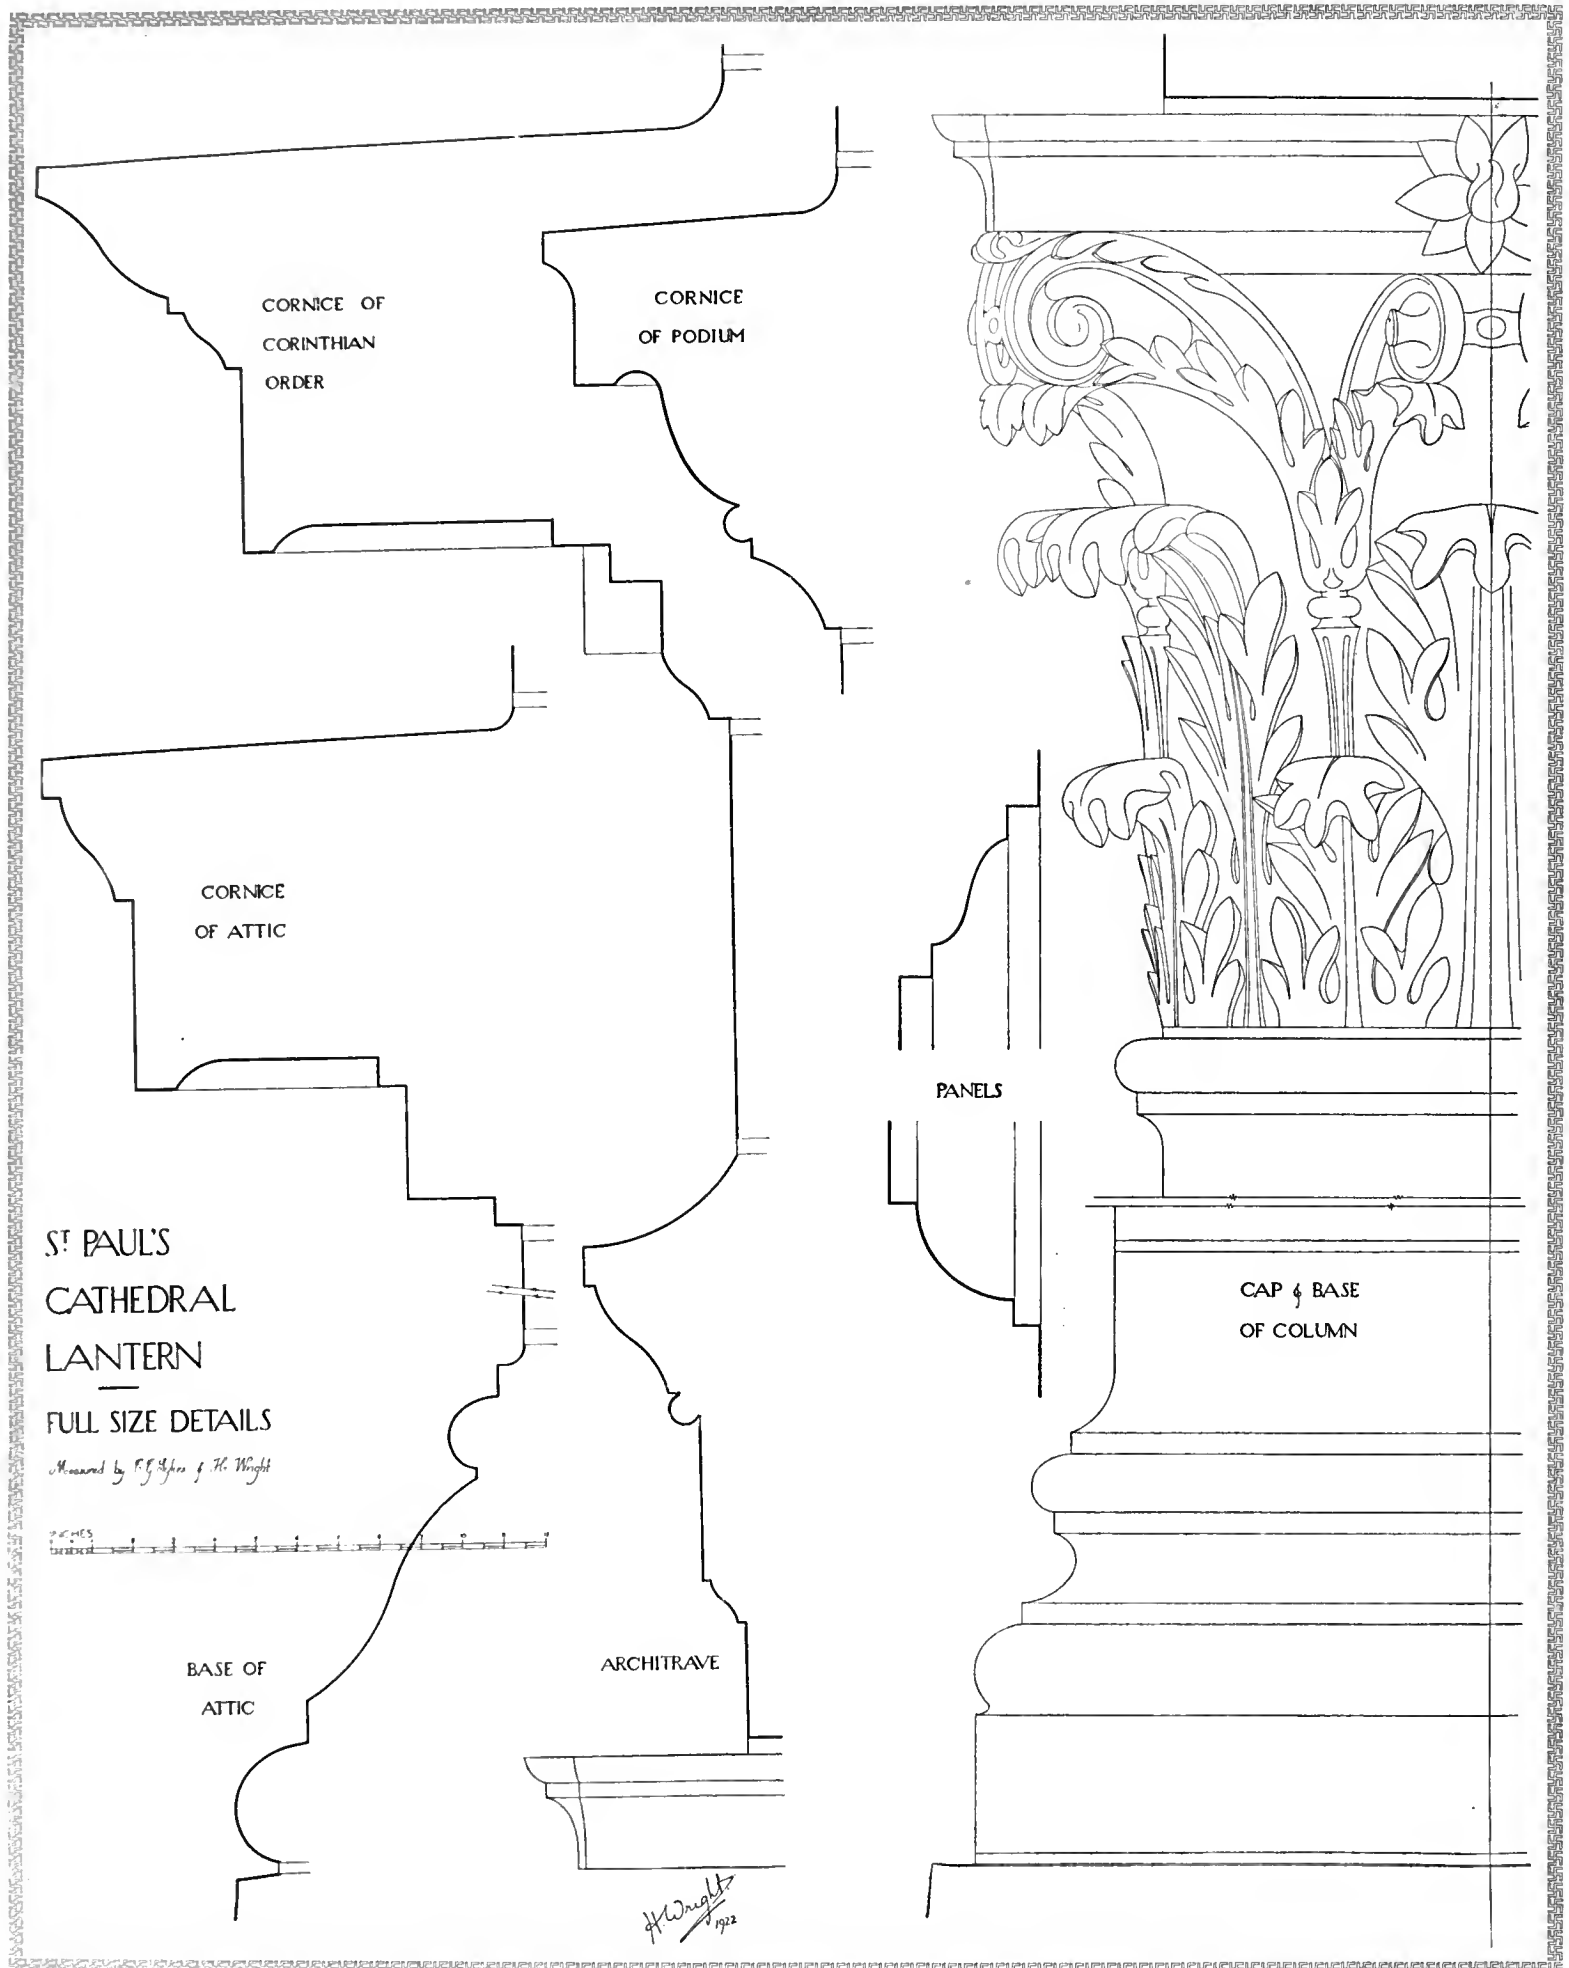 CORNICE OF
CORINTHIAN
ORDER
CORNICE
OF PODIUM
CORNICE
OF ATTIC
PANELS
ST PAUL'S
CATHEDRAL
LANTERN
FULL SIZE DETAILS
Measured by & H. Wright
INCHES
CAP & BASE
OF COLUMN
BASE OF
ATTIC
ARCHITRAVE
H. Wright
1922